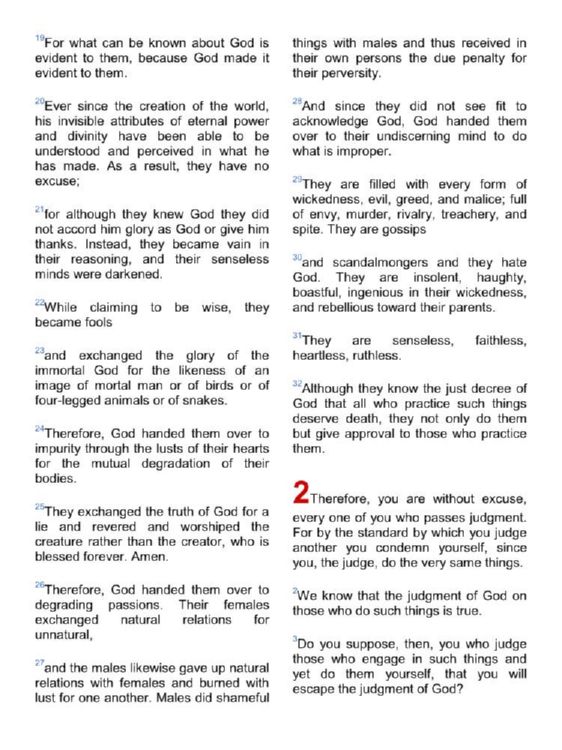 19For what can be known about God is
evident to them, because God made it
evident to them.
20Ever since the creation of the world,
his invisible attributes of eternal power
and divinity have been able to be
understood and perceived in what he
has made. As a result, they have no
excuse;
21for although they knew God they did
not accord him glory as God or give him
thanks. Instead, they became vain in
their reasoning, and their senseless
minds were darkened.
22While claiming to be wise, they
became fools
23and exchanged the glory of the
immortal God for the likeness of an
image of mortal man or of birds or of
four-legged animals or of snakes.
24Therefore, God handed them over to
impurity through the lusts of their hearts
for the mutual degradation of their
bodies.
25They exchanged the truth of God for a
lie and revered and worshiped the
creature rather than the creator, who is
blessed forever. Amen.
26Therefore, God handed them over to
degrading passions. Their females
exchanged natural relations for
unnatural,
27and the males likewise gave up natural
relations with females and burned with
lust for one another. Males did shameful
things with males and thus received in
their own persons the due penalty for
their perversity.
28And since they did not see fit to
acknowledge God, God handed them
over to their undiscerning mind to do
what is improper.
29They are filled with every form of
wickedness, evil, greed, and malice; full
of envy, murder, rivalry, treachery, and
spite. They are gossips
30and scandalmongers and they hate
God. They are insolent, haughty,
boastful, ingenious in their wickedness,
and rebellious toward their parents.
31They are senseless, faithless,
heartless, ruthless.
32Although they know the just decree of
God that all who practice such things
deserve death, they not only do them
but give approval to those who practice
them.
2Therefore, you are without excuse,
every one of you who passes judgment.
For by the standard by which you judge
another you condemn yourself, since
you, the judge, do the very same things.
2We know that the judgment of God on
those who do such things is true.
3Do you suppose, then, you who judge
those who engage in such things and
yet do them yourself, that you will
escape the judgment of God?